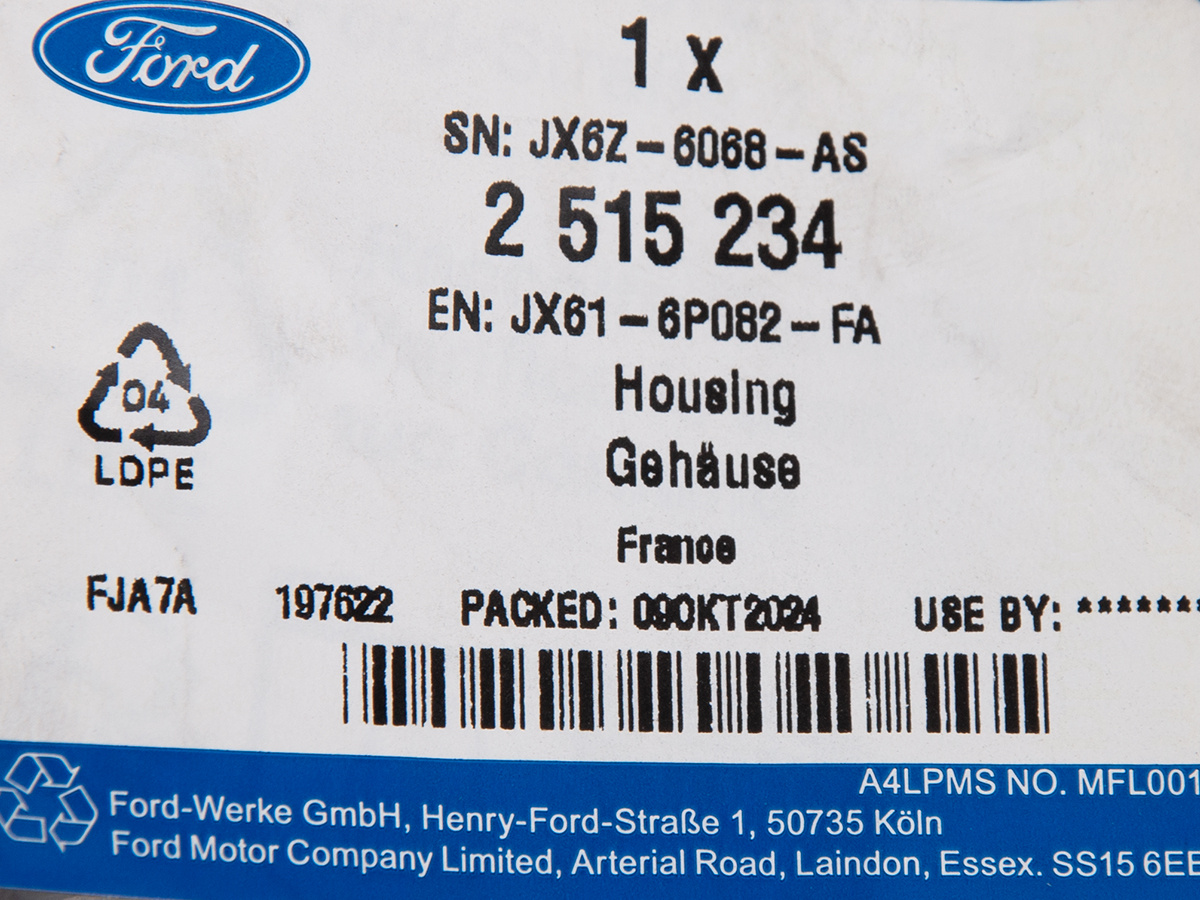 Ford
1 x
SN: JX6Z-6068-AS
2 515 234
EN: JX61-6P082-FA
Housing
Gehäuse
France
04
LDPE
FJA7A 197622 PACKED: 09OKT2024 USE BY: *******
A4LPMS NO. MFL001
Ford-Werke GmbH, Henry-Ford-Straße 1, 50735 Köln
Ford Motor Company Limited, Arterial Road, Laindon, Essex. SS15 6EE